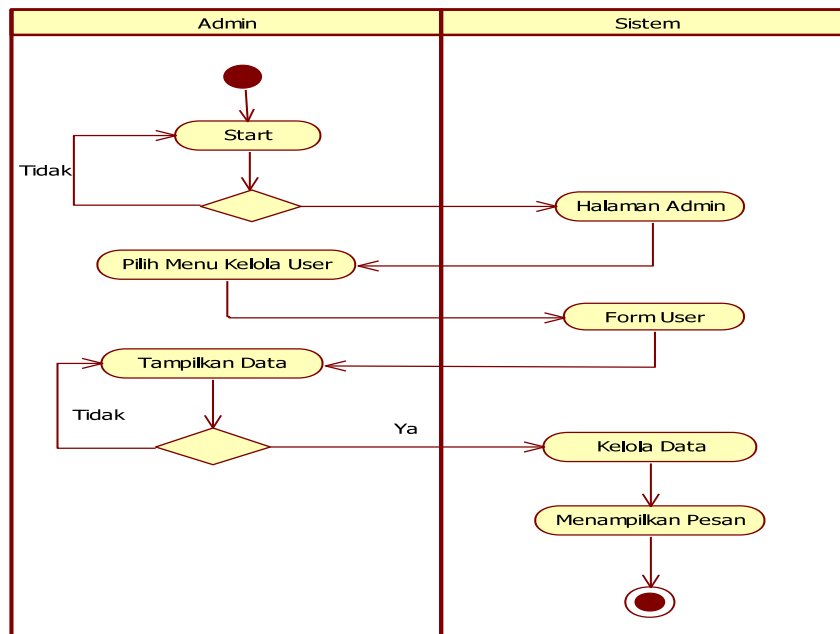 Admin
Sistem
Start
Tidak
Halaman Admin
Pilih Menu Kelola User
Form User
Tampilkan Data
Tidak
Ya
Kelola Data
Menampilkan Pesan